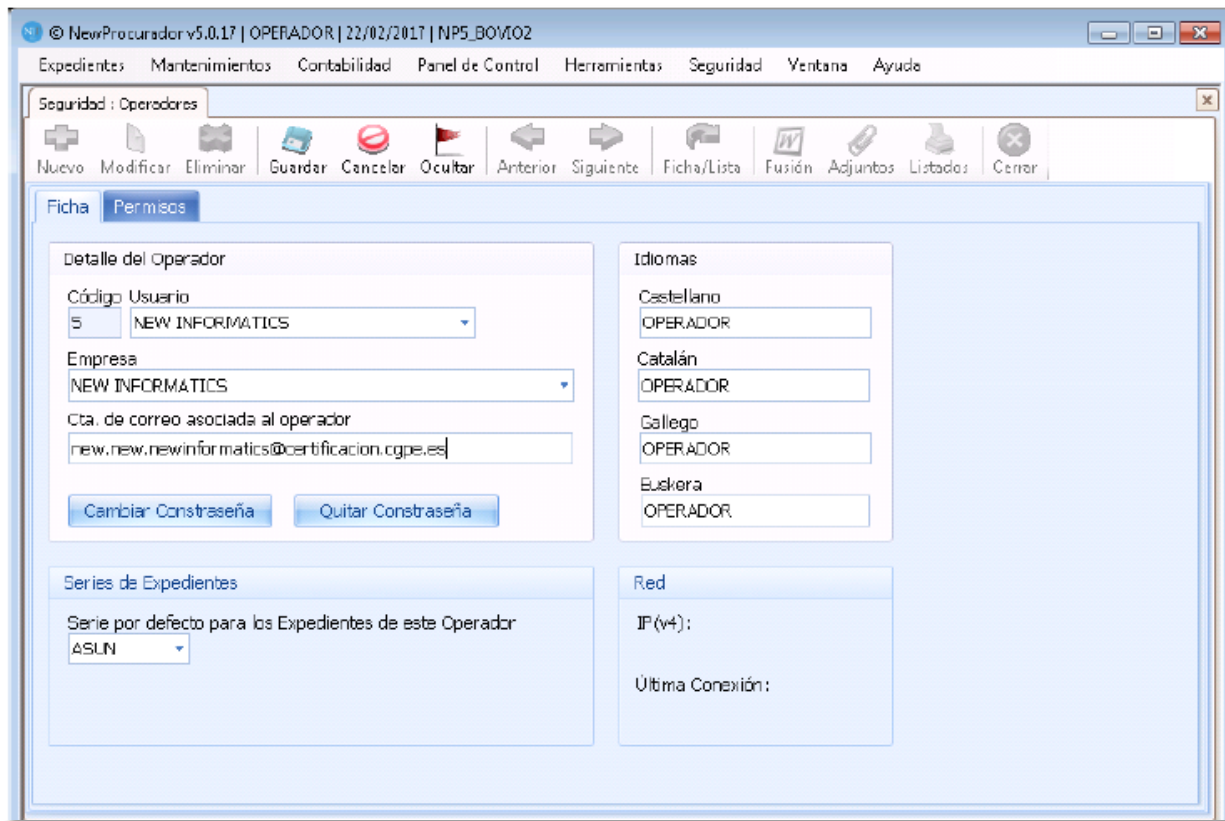 © NewProcurador v5.0.17 | OPERADOR | 22/02/2017 | NP5_BOVIO2
Expedientes Mantenimientos Contabilidad Panel de Control Herramientas Seguridad Ventana Ayuda
Seguridad : Operadores
Nuevo Modificar Eliminar Guardar Cancelar Ocultar Anterior Siguiente Ficha/Lista Fusión Adjuntos Listados Cerrar
Ficha Permisos
Detalle del Operador
Código Usuario
5 NEW INFORMATICS
Empresa
NEW INFORMATICS
Cta. de correo asociada al operador
new.new.newinformatics@certificacion.cgpe.es
Cambiar Constraseña Quitar Constraseña
Idiomas
Castellano
OPERADOR
Catalán
OPERADOR
Gallego
OPERADOR
Euskera
OPERADOR
Series de Expedientes
Serie por defecto para los Expedientes de este Operador
ASUN
Red
IP(v4):
Última Conexión: